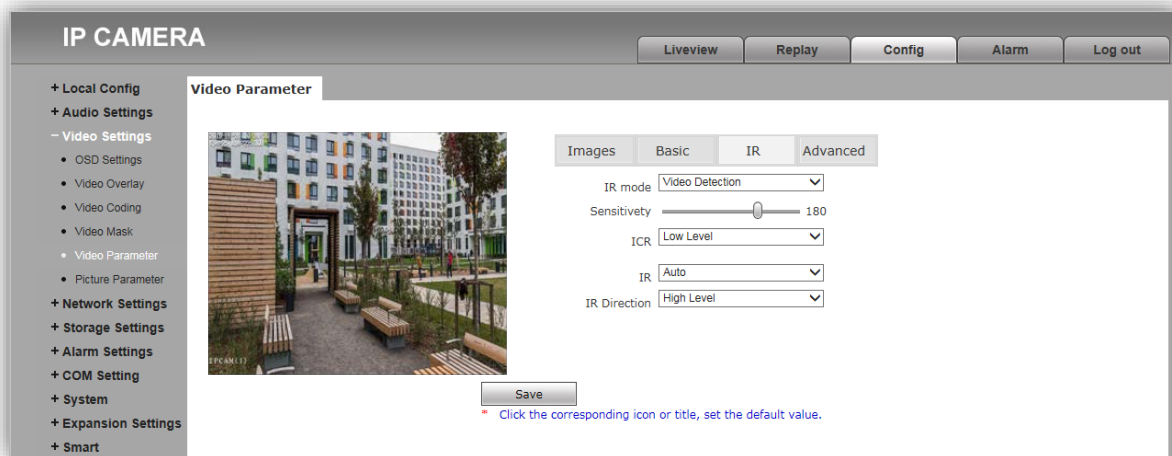 IP CAMERA
Liveview Replay Config Alarm Log out
+ Local Config
+ Audio Settings
− Video Settings
• OSD Settings
• Video Overlay
• Video Coding
• Video Mask
• Video Parameter
• Picture Parameter
+ Network Settings
+ Storage Settings
+ Alarm Settings
+ COM Setting
+ System
+ Expansion Settings
+ Smart
Video Parameter
IPCAM(1)
Images Basic IR Advanced
IR mode Video Detection
Sensitivety 180
ICR Low Level
IR Auto
IR Direction High Level
Save
* Click the corresponding icon or title, set the default value.